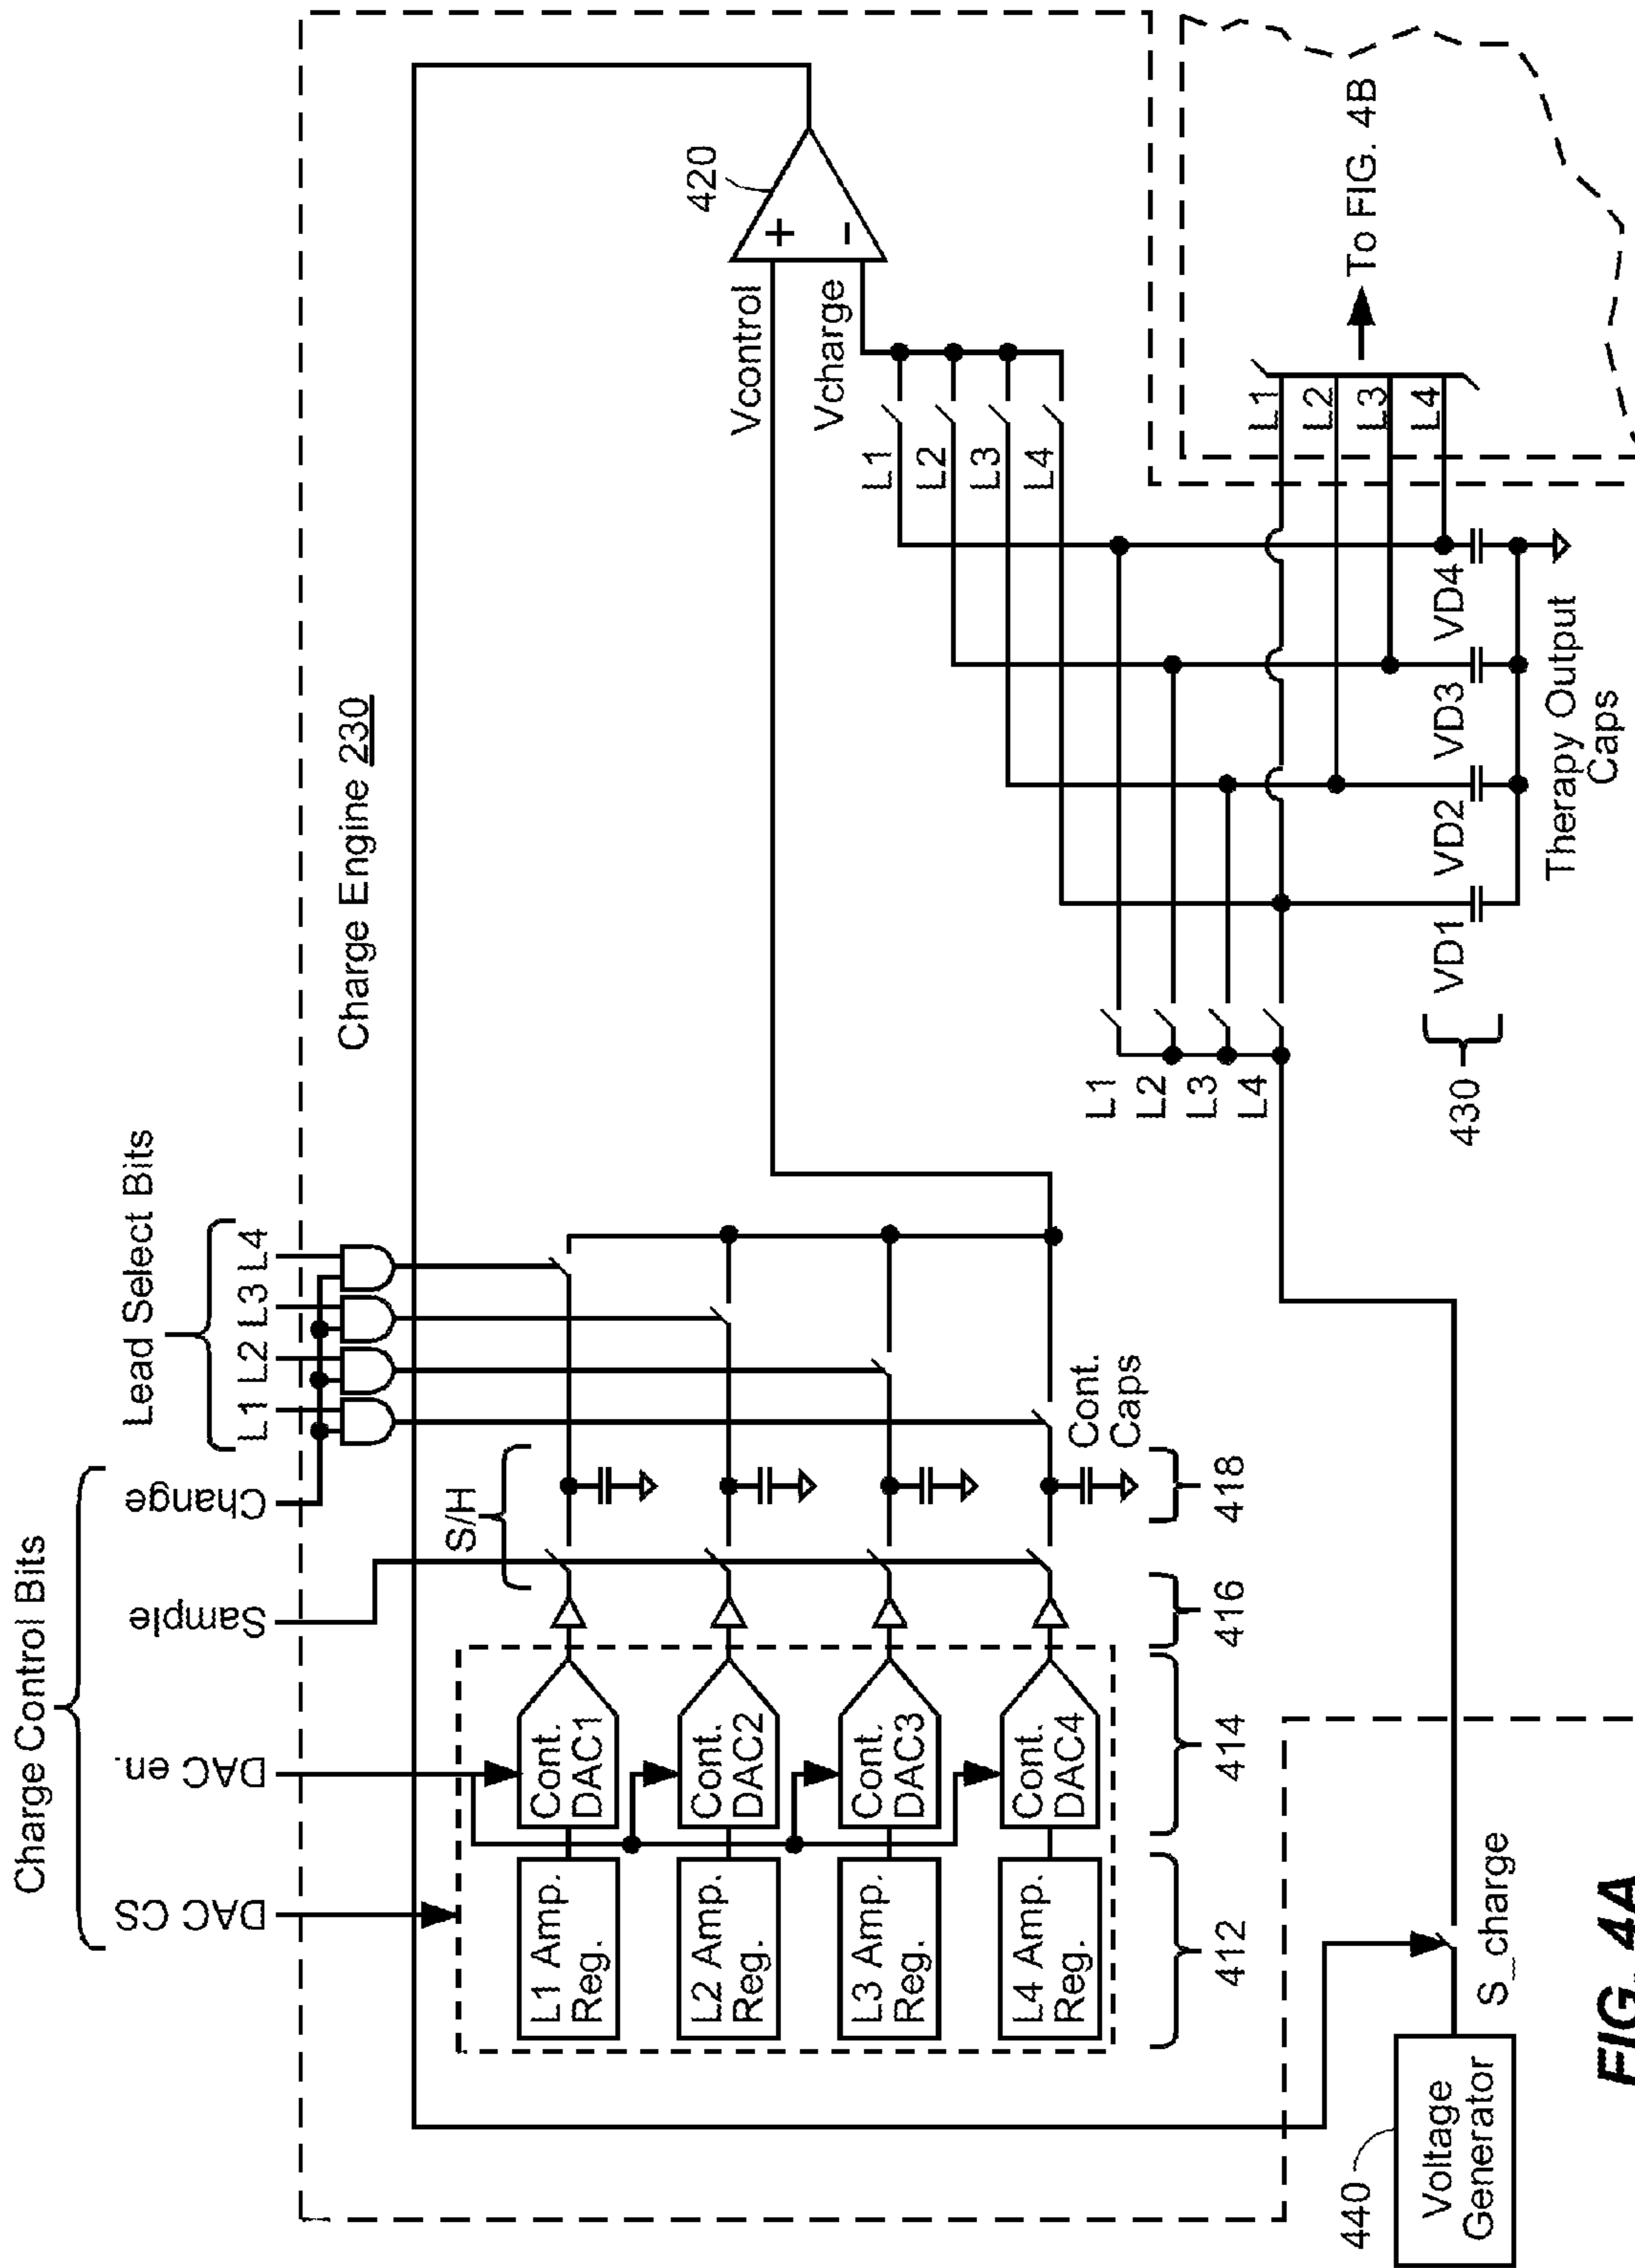 Charge Control Bits
Lead Select Bits
DAC CS
DAC en.
Sample
Change
L1
L2
L3
L4
Charge Engine 230
S/H
L1 Amp.
Reg.
Cont.
DAC1
L2 Amp.
Reg.
Cont.
DAC2
L3 Amp.
Reg.
Cont.
DAC3
L4 Amp.
Reg.
Cont.
DAC4
Cont.
Caps
412
414
416
418
420
+
-
Vcontrol
Vcharge
L1
L2
L3
L4
L1
L2
L3
L4
L1
L2
L3
L4
To FIG. 4B
VD1
VD2
VD3
VD4
430
Therapy Output
Caps
440
Voltage
Generator
S_charge
FIG. 4A